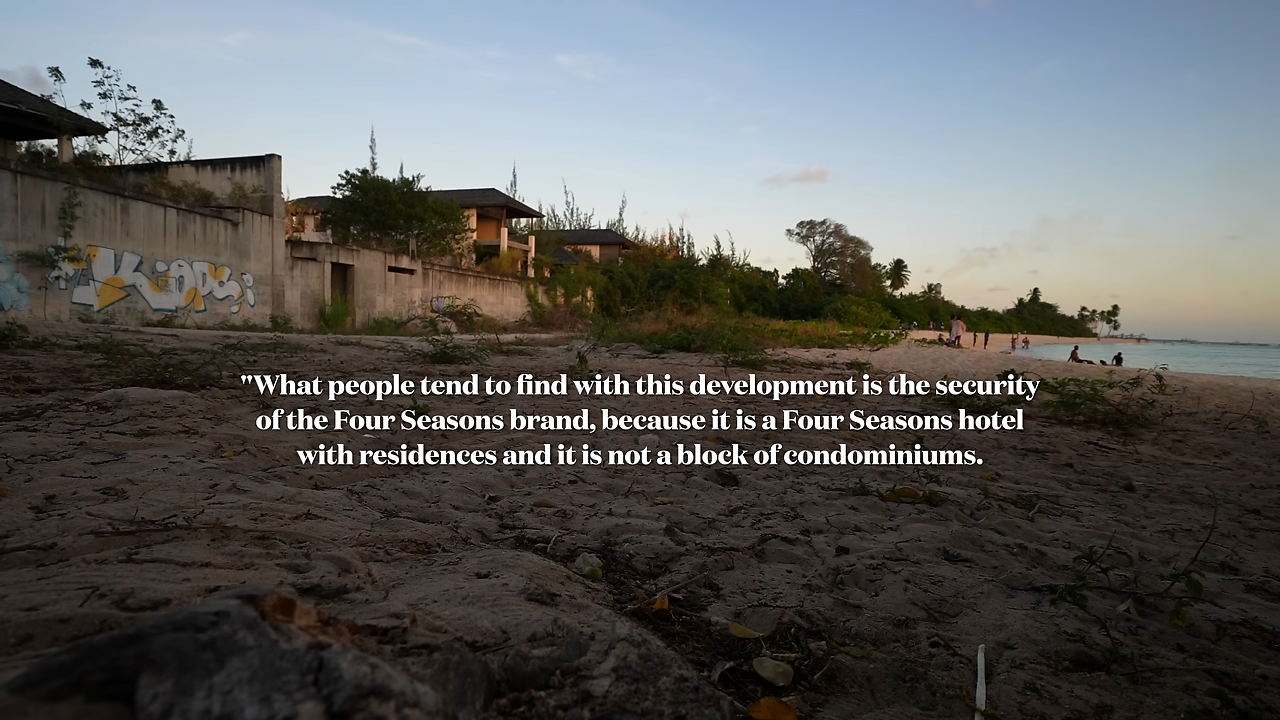 "What people tend to find with this development is the security
of the Four Seasons brand, because it is a Four Seasons hotel
with residences and it is not a block of condominiums.